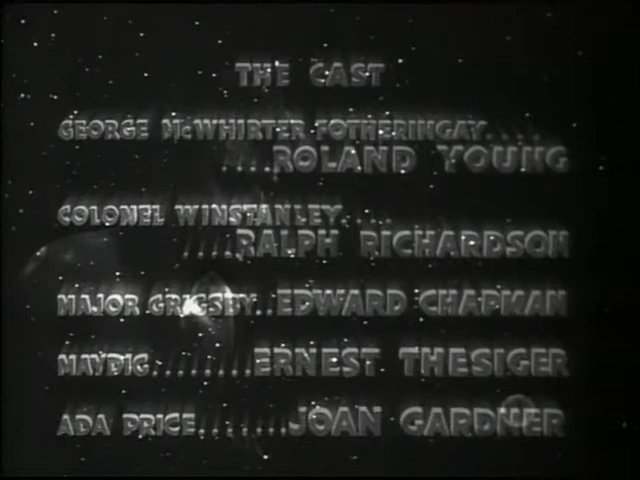 THE CAST
GEORGE McWHIRTER FOTHERINGAY....
....ROLAND YOUNG
COLONEL WINSTANLEY.....
....RALPH RICHARDSON
MAJOR GRIGSBY..EDWARD CHAPMAN
MAYDIG........ERNEST THESIGER
ADA PRICE.......JOAN GARDNER